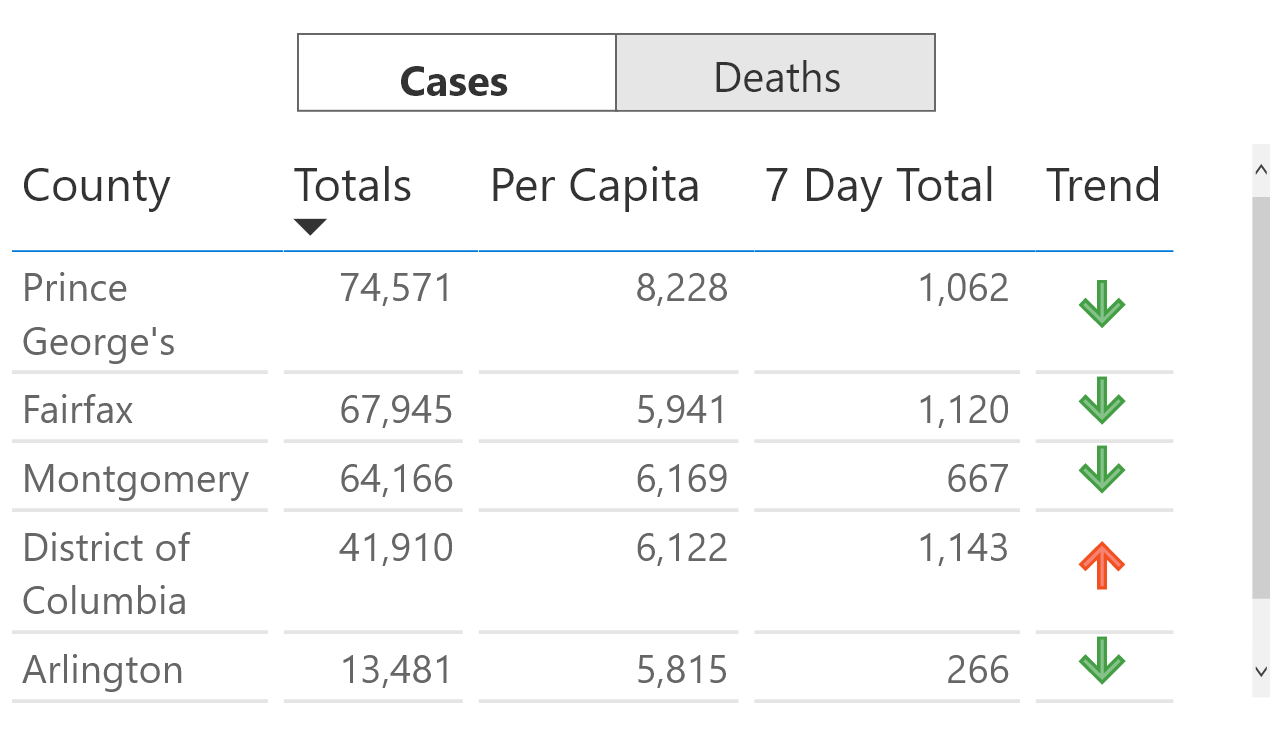 Cases Deaths
County Totals Per Capita 7 Day Total Trend
Prince George's 74,571 8,228 1,062
Fairfax 67,945 5,941 1,120
Montgomery 64,166 6,169 667
District of Columbia 41,910 6,122 1,143
Arlington 13,481 5,815 266